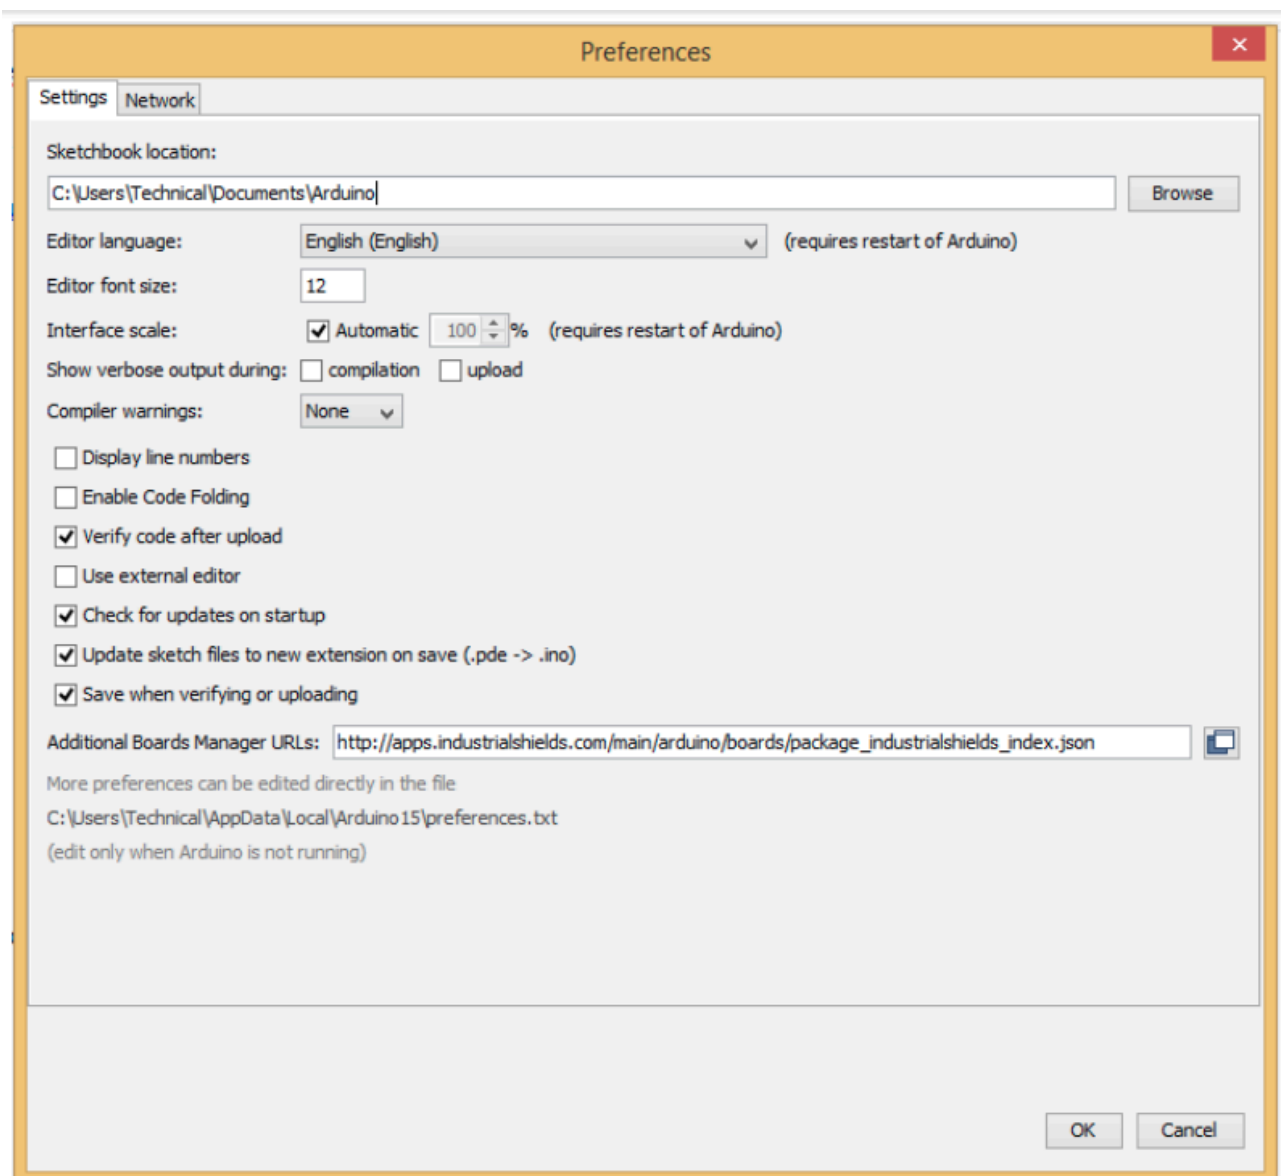 Preferences
Settings Network
Sketchbook location:
C:\Users\Technical\Documents\Arduino Browse
Editor language: English (English) (requires restart of Arduino)
Editor font size: 12
Interface scale: Automatic 100 % (requires restart of Arduino)
Show verbose output during: compilation upload
Compiler warnings: None
Display line numbers
Enable Code Folding
Verify code after upload
Use external editor
Check for updates on startup
Update sketch files to new extension on save (.pde -> .ino)
Save when verifying or uploading
Additional Boards Manager URLs: http://apps.industrialshields.com/main/arduino/boards/package_industrialshields_index.json
More preferences can be edited directly in the file
C:\Users\Technical\AppData\Local\Arduino15\preferences.txt
(edit only when Arduino is not running)
OK Cancel